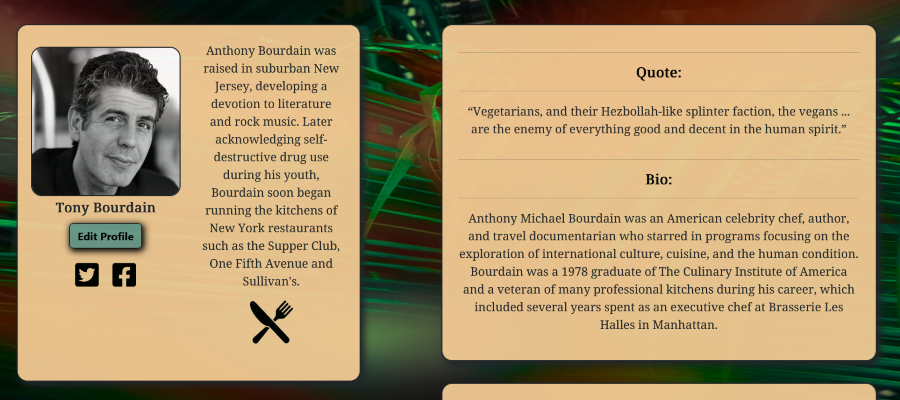 Anthony Bourdain was
raised in suburban New
Jersey, developing a
devotion to literature
and rock music. Later
acknowledging self-
destructive drug use
during his youth,
Bourdain soon began
running the kitchens of
New York restaurants
such as the Supper Club,
One Fifth Avenue and
Sullivan's.
Tony Bourdain
Edit Profile
Quote:
“Vegetarians, and their Hezbollah-like splinter faction, the vegans ...
are the enemy of everything good and decent in the human spirit.”
Bio:
Anthony Michael Bourdain was an American celebrity chef, author,
and travel documentarian who starred in programs focusing on the
exploration of international culture, cuisine, and the human condition.
Bourdain was a 1978 graduate of The Culinary Institute of America
and a veteran of many professional kitchens during his career, which
included several years spent as an executive chef at Brasserie Les
Halles in Manhattan.